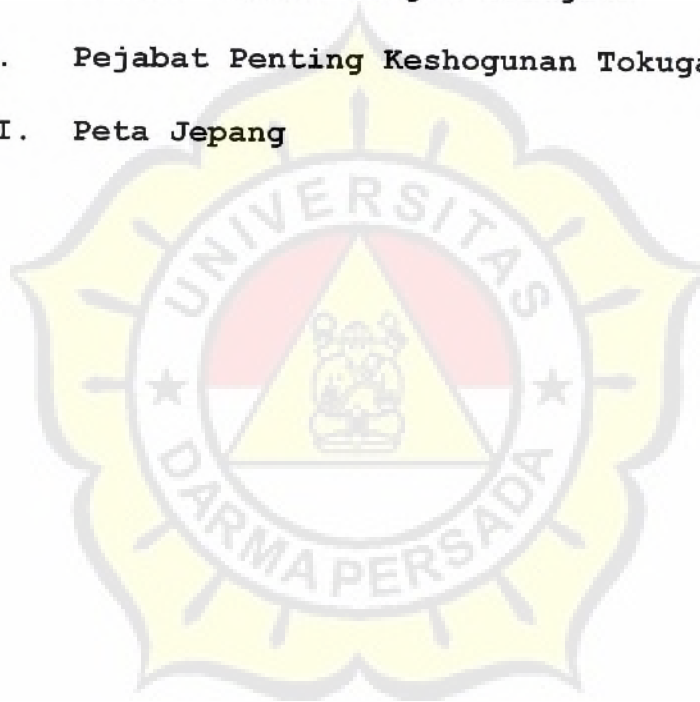 . Pejabat Penting Keshogunan Tokuga
I. Peta Jepang
UNIVERSITAS
DARMA PERSADA